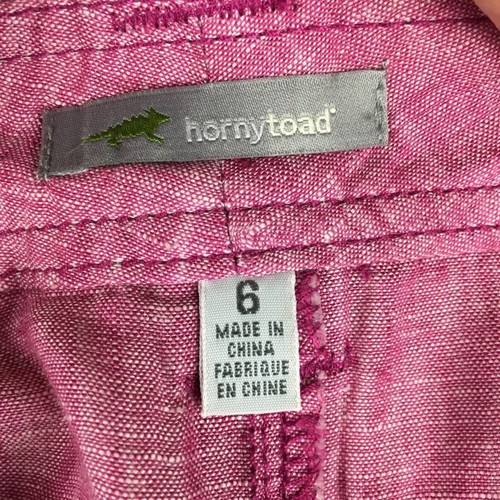 hornytoad®
6
MADE IN
CHINA
FABRIQUE
EN CHINE